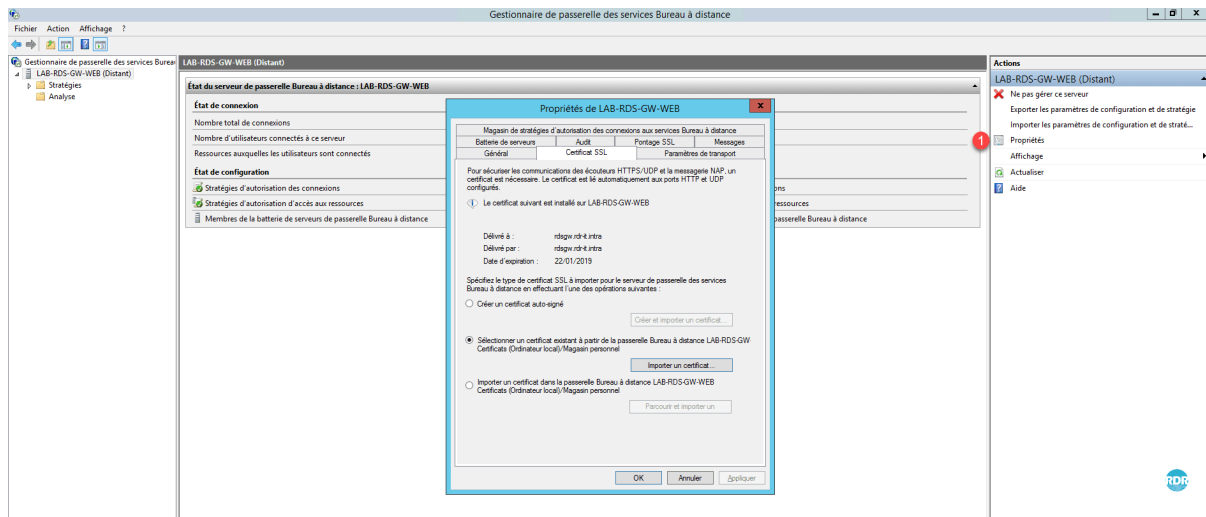 Gestionnaire de passerelle des services Bureau à distance
Fichier Action Affichage ?
Gestionnaire de passerelle des services Bureau
LAB-RDS-GW-WEB (Distant)
Stratégies
Analyse
LAB-RDS-GW-WEB (Distant)
État du serveur de passerelle Bureau à distance : LAB-RDS-GW-WEB
État de connexion
Nombre total de connexions
Nombre d'utilisateurs connectés à ce serveur
Ressources auxquelles les utilisateurs sont connectés
État de configuration
Stratégies d'autorisation des connexions
Stratégies d'autorisation d'accès aux ressources
Membres de la batterie de serveurs de passerelle Bureau à distance
ons
ressources
passerelle Bureau à distance
Propriétés de LAB-RDS-GW-WEB
X
Magasin de stratégies d'autorisation des connexions aux services Bureau à distance
Batterie de serveurs Audit Pontage SSL Messages
Général Certificat SSL Paramètres de transport
Pour sécuriser les communications des écouteurs HTTPS/UDP et la messagerie NAP, un
certificat est nécessaire. Le certificat est lié automatiquement aux ports HTTP et UDP
configurés.
Le certificat suivant est installé sur LAB-RDS-GW-WEB
Délivré à : rdsgw.rdr-it.intra
Délivré par : rdsgw.rdr-it.intra
Date d'expiration : 22/01/2019
Spécifiez le type de certificat SSL à importer pour le serveur de passerelle des services
Bureau à distance en effectuant l'une des opérations suivantes :
Créer un certificat auto-signé
Créer et importer un certificat...
Sélectionner un certificat existant à partir de la passerelle Bureau à distance LAB-RDS-GW
Certificats (Ordinateur local)/Magasin personnel
Importer un certificat...
Importer un certificat dans la passerelle Bureau à distance LAB-RDS-GW-WEB
Certificats (Ordinateur local)/Magasin personnel
Parcourir et importer un
OK Annuler Appliquer
Actions
LAB-RDS-GW-WEB (Distant)
Ne pas gérer ce serveur
Exporter les paramètres de configuration et de stratégie
Importer les paramètres de configuration et de straté...
1
Propriétés
Affichage
Actualiser
Aide
RDR